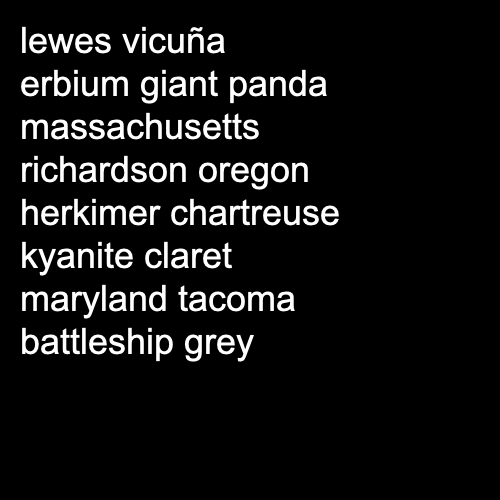 lewes vicuña
erbium giant panda
massachusetts
richardson oregon
herkimer chartreuse
kyanite claret
maryland tacoma
battleship grey